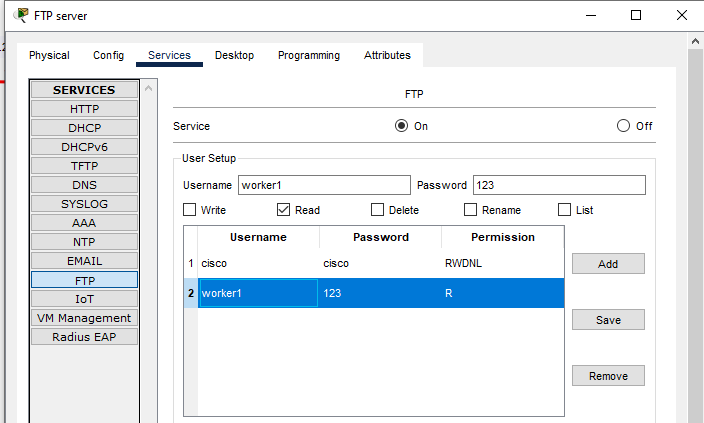 FTP server
Physical Config Services Desktop Programming Attributes
SERVICES
HTTP
DHCP
DHCPv6
TFTP
DNS
SYSLOG
AAA
NTP
EMAIL
FTP
IoT
VM Management
Radius EAP
FTP
Service On Off
User Setup
Username worker1 Password 123
Write Read Delete Rename List
Username Password Permission
1 cisco cisco RWDNL
2 worker1 123 R
Add
Save
Remove